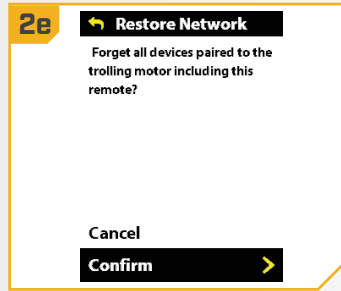 2e
Restore Network
Forget all devices paired to the
trolling motor including this
remote?
Cancel
Confirm